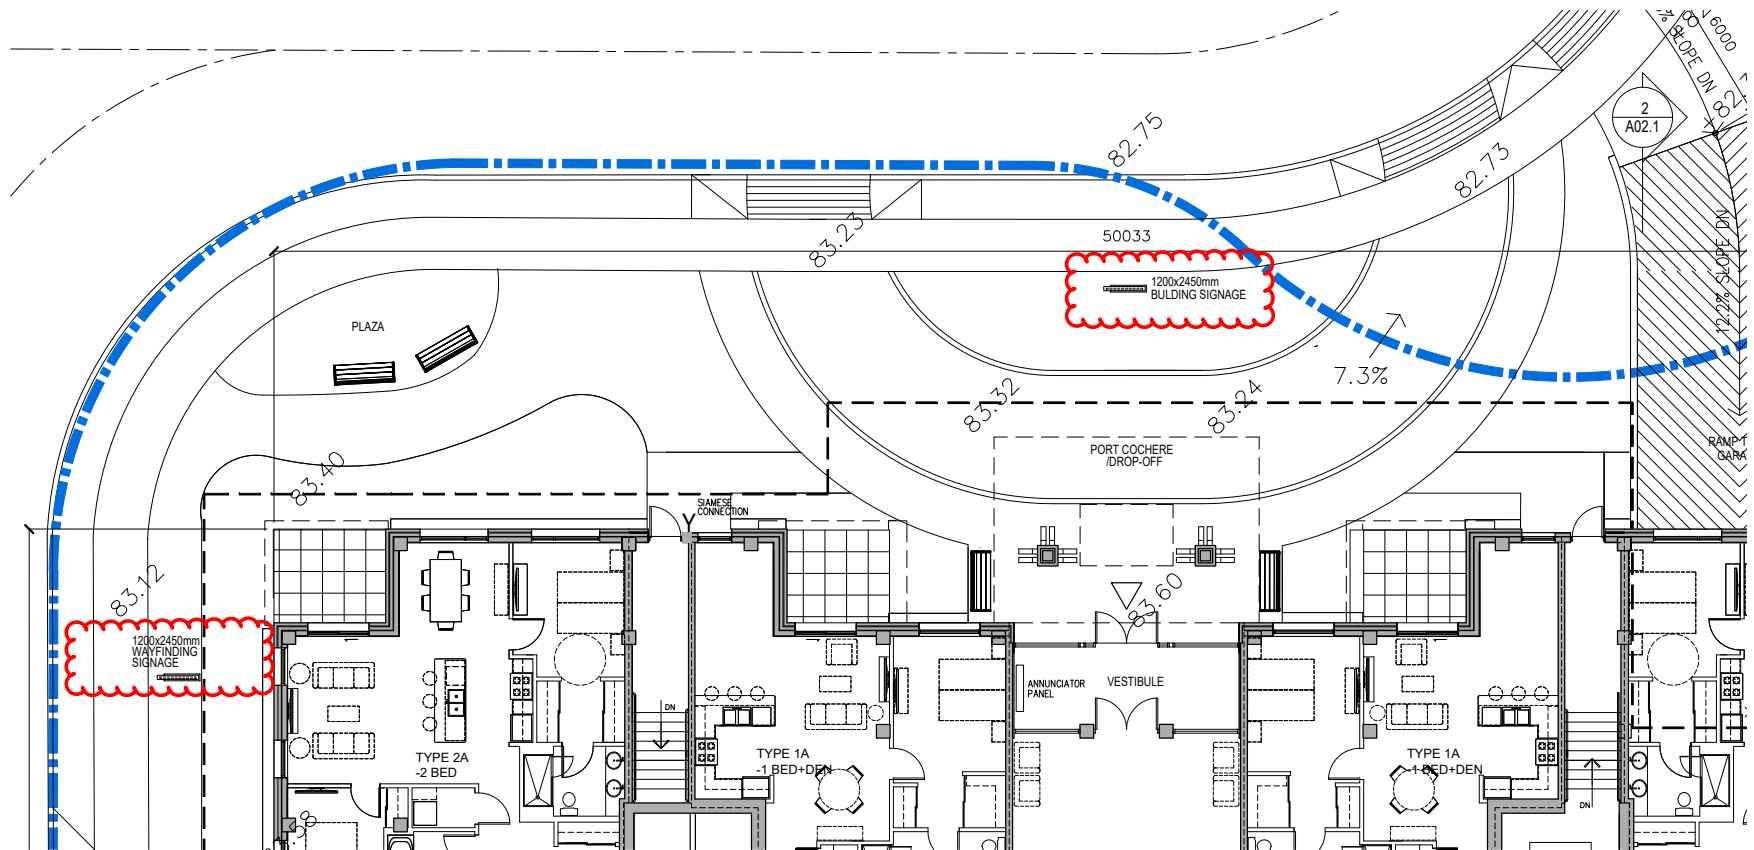 6000
% SLOPE DN
82.75
2
A02.1
82.73
83.23
50033
1200x2450mm
BULDING SIGNAGE
12.2% SLOPE DN
PLAZA
7.3%
83.32
83.24
PORT COCHERE
/DROP-OFF
83.40
SIAMESE
CONNECTION
Y
83.12
83.60
1200x2450mm
WAYFINDING
SIGNAGE
ANNUNCIATOR
PANEL
VESTIBULE
DN
TYPE 2A
-2 BED
TYPE 1A
-1 BED+DEN
TYPE 1A
-1 BED+DEN
DN